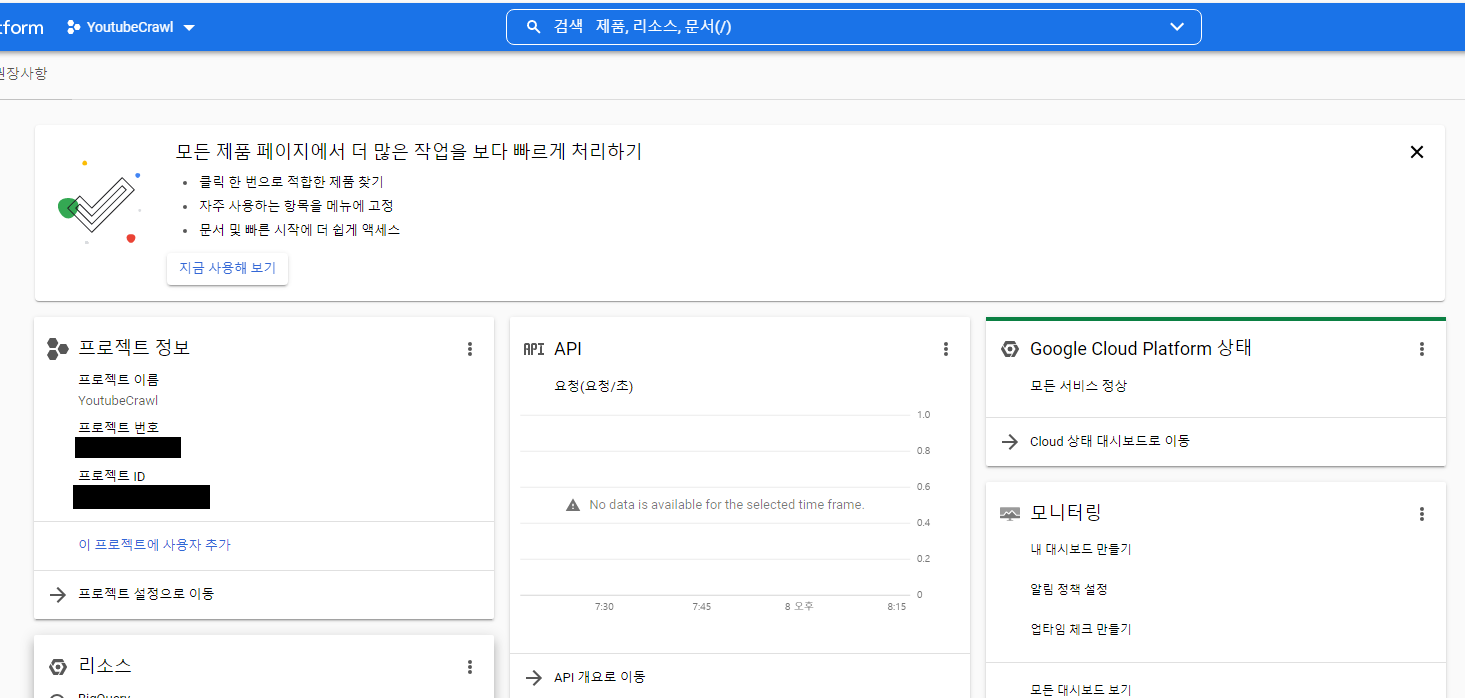 tform
YoutubeCrawl
검색 제품, 리소스, 문서(/)
권장사항
모든 제품 페이지에서 더 많은 작업을 보다 빠르게 처리하기
클릭 한 번으로 적합한 제품 찾기
자주 사용하는 항목을 메뉴에 고정
문서 및 빠른 시작에 더 쉽게 액세스
지금 사용해 보기
프로젝트 정보
프로젝트 이름
YoutubeCrawl
프로젝트 번호
프로젝트 ID
이 프로젝트에 사용자 추가
프로젝트 설정으로 이동
리소스
BigQuery
API API
요청(요청/초)
1.0
0.8
0.6
No data is available for the selected time frame.
0.4
0.2
0
7:30 7:45 8 오후 8:15
API 개요로 이동
Google Cloud Platform 상태
모든 서비스 정상
Cloud 상태 대시보드로 이동
모니터링
내 대시보드 만들기
알림 정책 설정
업타임 체크 만들기
모든 대시보드 보기